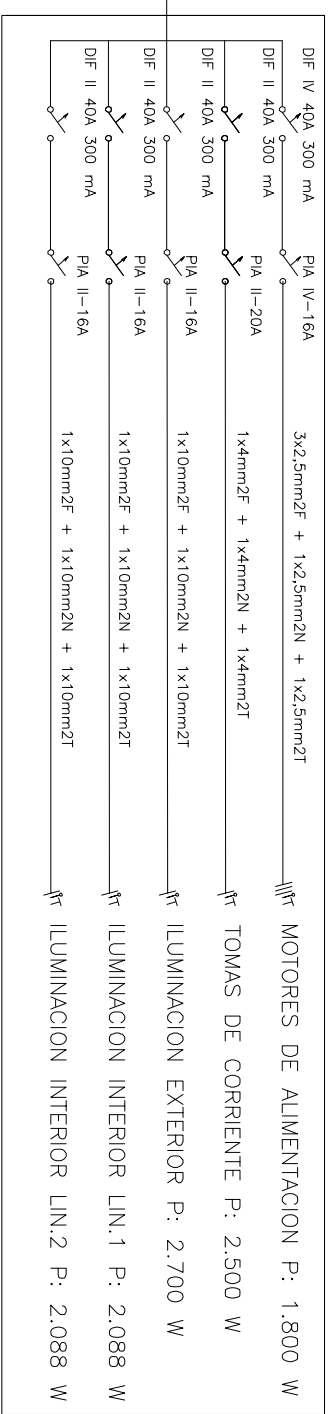 DIF IV 40A 300 mA
PIA IV-16A
3x2,5mm2F + 1x2,5mm2N + 1x2,5mm2T
T MOTORES DE ALIMENTACION P: 1.800 W
DIF II 40A 300 mA
PIA II-20A
1x4mm2F + 1x4mm2N + 1x4mm2T
T TOMAS DE CORRIENTE P: 2.500 W
DIF II 40A 300 mA
PIA II-16A
1x10mm2F + 1x10mm2N + 1x10mm2T
T ILUMINACION EXTERIOR P: 2.700 W
DIF II 40A 300 mA
PIA II-16A
1x10mm2F + 1x10mm2N + 1x10mm2T
T ILUMINACION INTERIOR LIN.1 P: 2.088 W
DIF II 40A 300 mA
PIA II-16A
1x10mm2F + 1x10mm2N + 1x10mm2T
T ILUMINACION INTERIOR LIN.2 P: 2.088 W